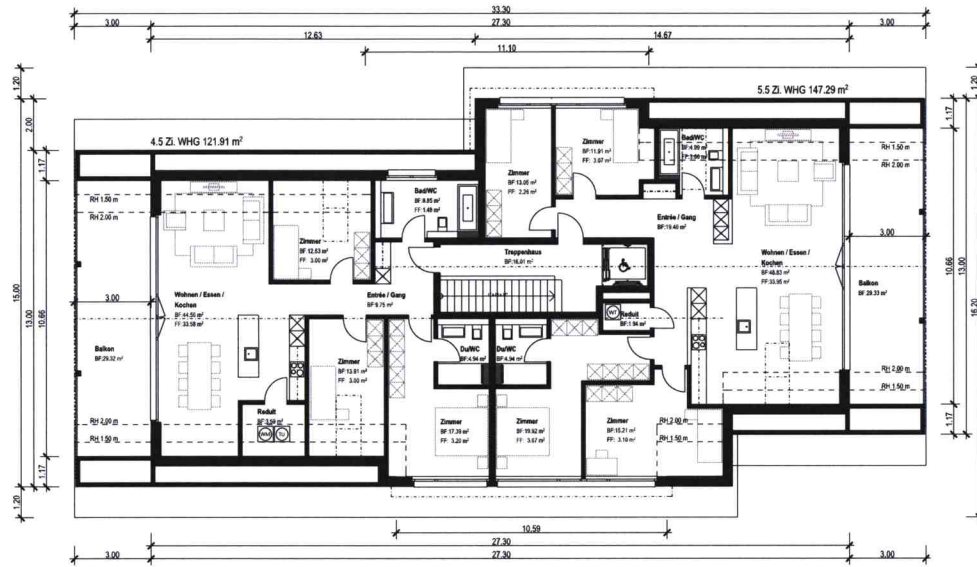 33.30
3.00
27.30
3.00
12.63
14.67
11.10
1.20
1.20
5.5 Zi. WHG 147.29 m²
2.00
4.5 Zi. WHG 121.91 m²
1.17
1.17
RH 1.50 m
RH 2.00 m
RH 1.50 m
RH 2.00 m
Zimmer
BF:11.91 m²
FF: 3.07 m²
Bad/WC
BF:4.99 m²
Zimmer
BF:13.05 m²
FF: 2.26 m²
Bad/WC
FF: 1.49 m²
Entrée / Gang
BF:19.40 m²
Zimmer
BF:12.63 m²
FF: 3.00 m²
Treppenhaus
BF:16.01 m²
Wohnen / Essen /
Kochen
BF:48.83 m²
FF:33.95 m²
3.00
Balkon
BF:29.33 m²
15.00
13.00
10.66
10.66
13.00
16.20
3.00
Wohnen / Essen /
Kochen
BF:44.56 m²
FF:33.58 m²
Entrée / Gang
BF:9.75 m²
WT
Reduit
BF:1.94 m²
Balkon
BF:29.32 m²
Zimmer
BF:13.91 m²
FF: 3.00 m²
Du/WC
BF:4.94 m²
Du/WC
BF:4.94 m²
Reduit
WM
TU
RH 2.00 m
RH 1.50 m
RH 2.00 m
RH 1.50 m
Zimmer
BF:17.39 m²
FF: 3.20 m²
Zimmer
BF:19.92 m²
FF: 3.67 m²
Zimmer
BF:15.21 m²
FF: 3.10 m²
RH 2.00 m
RH 1.50 m
1.17
1.17
1.20
1.20
10.59
27.30
3.00
27.30
3.00